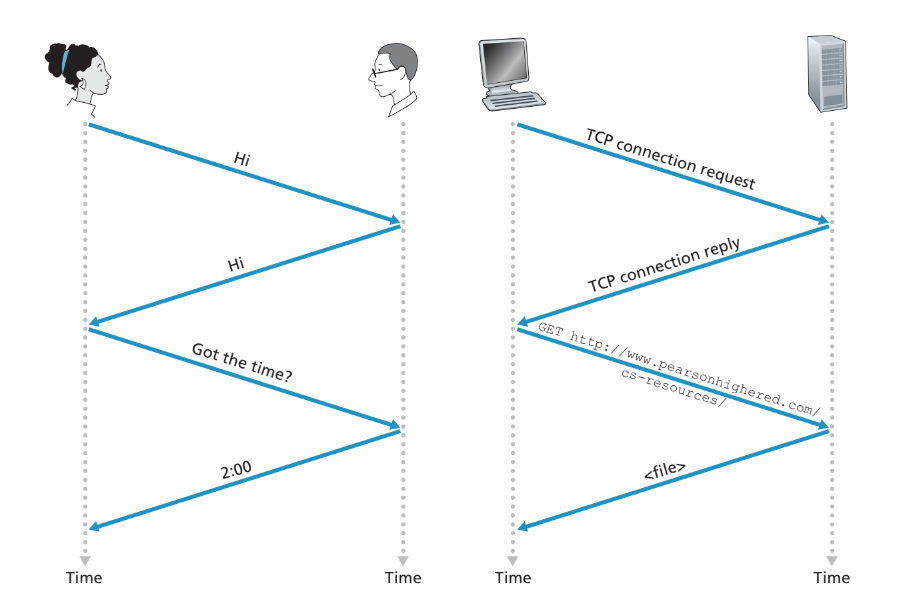 Hi
Hi
Got the time?
2:00
Time
Time
TCP connection request
TCP connection reply
GET http://www.pearsonhighered.com/
cs-resources/
<file>
Time
Time